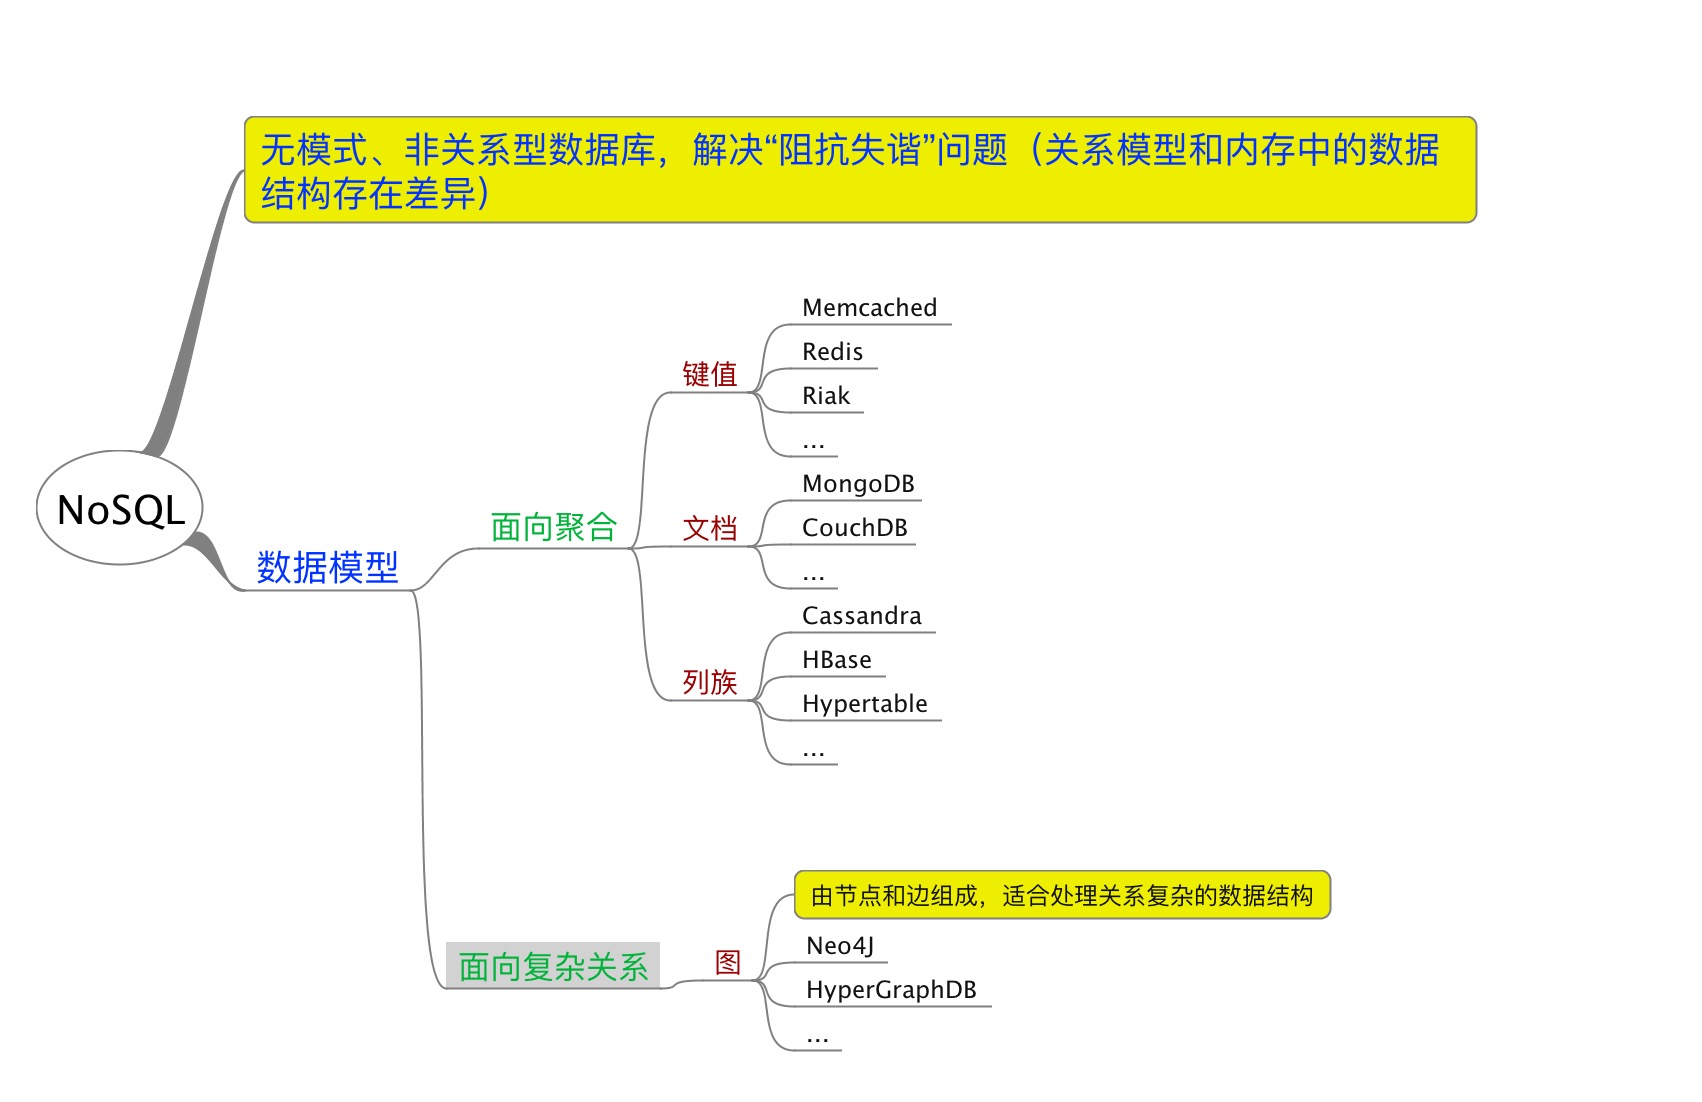 无模式、非关系型数据库，解决“阻抗失谐”问题（关系模型和内存中的数据
结构存在差异）
NoSQL
数据模型
面向聚合
键值
Memcached
Redis
Riak
...
文档
MongoDB
CouchDB
...
列族
Cassandra
HBase
Hypertable
...
面向复杂关系
图
由节点和边组成，适合处理关系复杂的数据结构
Neo4J
HyperGraphDB
...